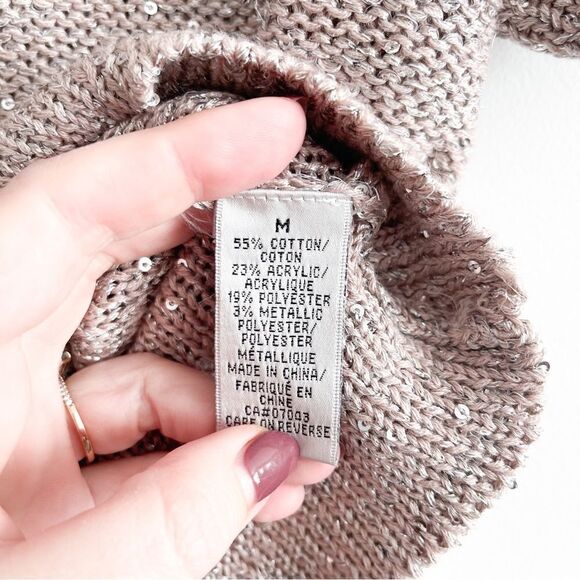 M
55% COTTON/
COTON
23% ACRYLIC/
ACRYLIQUE
19% POLYESTER
3% METALLIC
POLYESTER/
POLYESTER
MÉTALLIQUE
MADE IN CHINA/
FABRIQUÉ EN
CHINE
CA#07043
CARE ON REVERSE